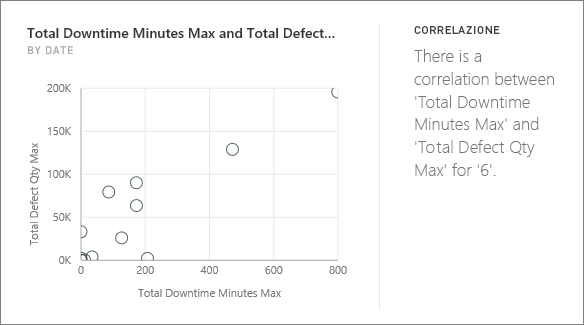 Total Downtime Minutes Max and Total Defect...
BY DATE
200K
150K
100K
50K
0K
0
200
400
600
800
Total Defect Qty Max
Total Downtime Minutes Max
CORRELAZIONE
There is a
correlation between
'Total Downtime
Minutes Max' and
'Total Defect Qty
Max' for '6'.